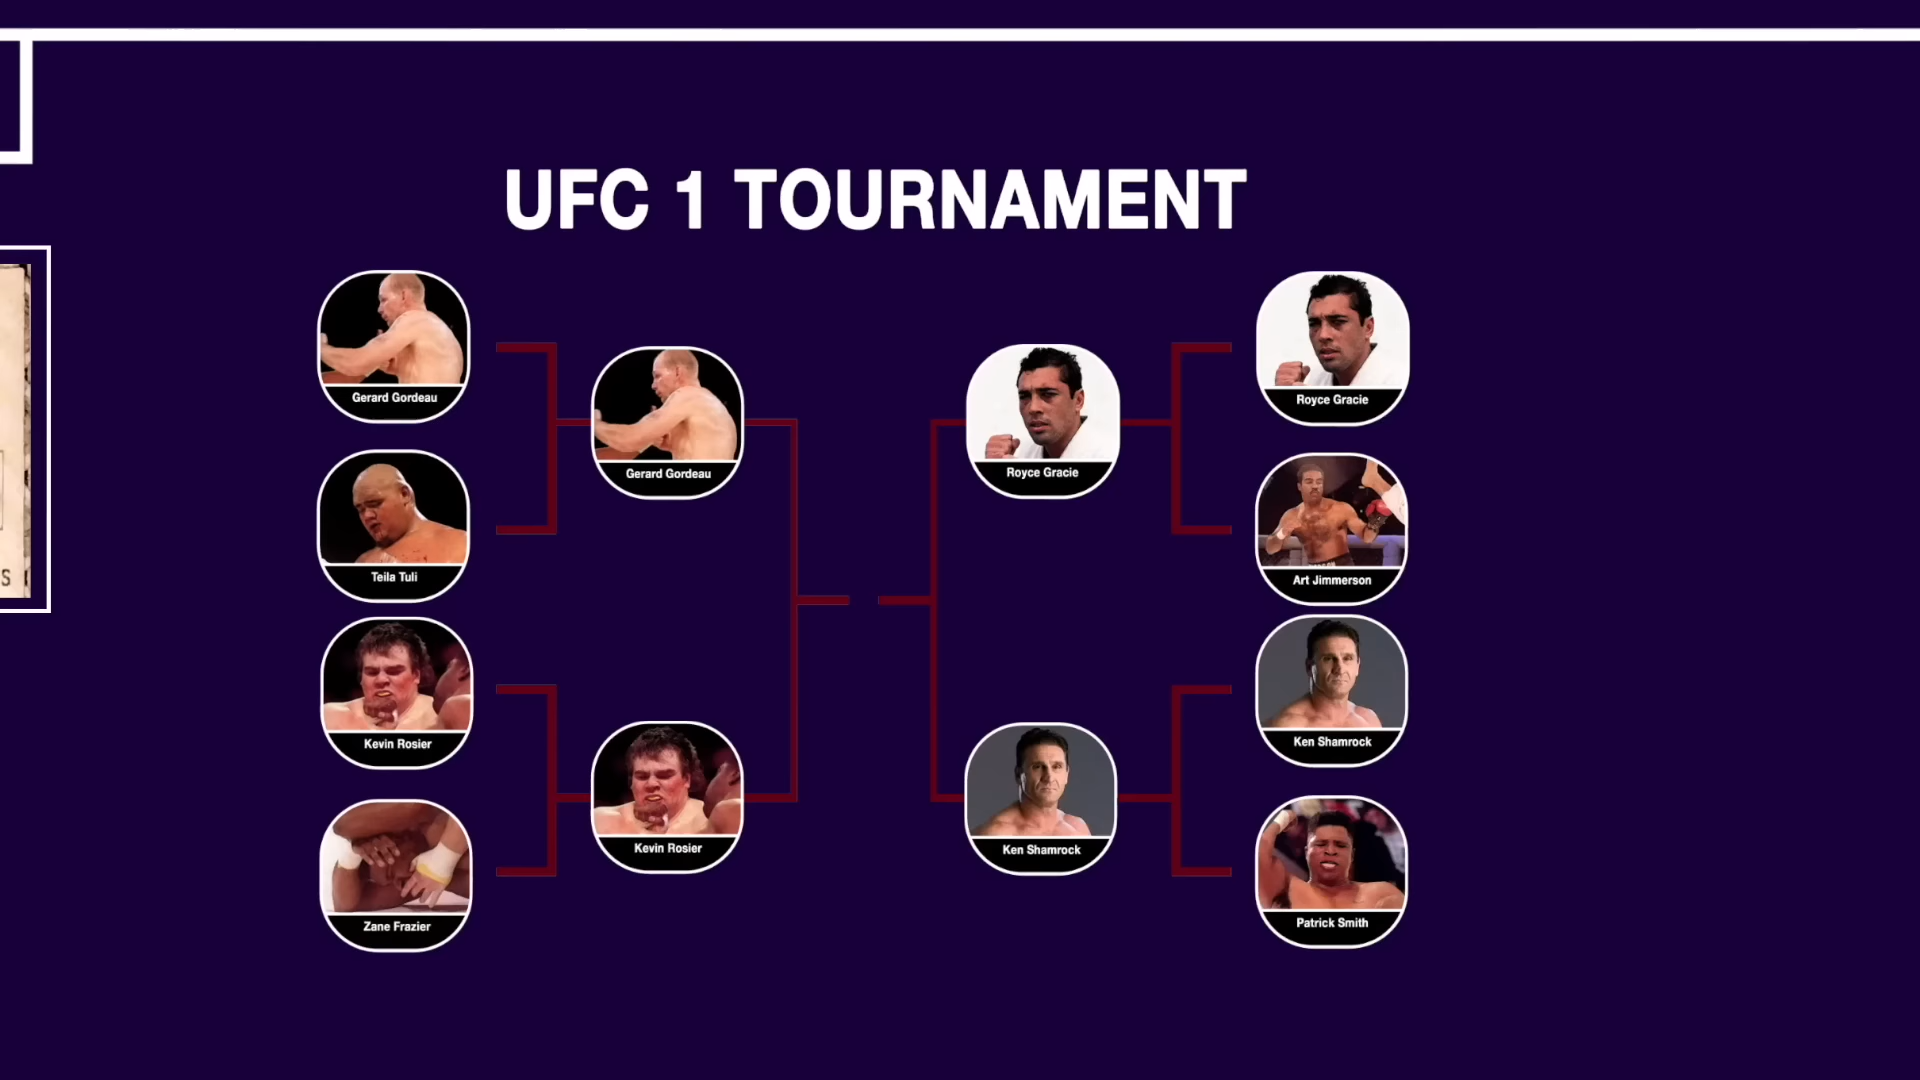 UFC 1 TOURNAMENT
Gerard Gordeau
Teila Tuli
Kevin Rosier
Zane Frazier
Gerard Gordeau
Kevin Rosier
Royce Gracie
Ken Shamrock
Royce Gracie
Art Jimmerson
Ken Shamrock
Patrick Smith
S